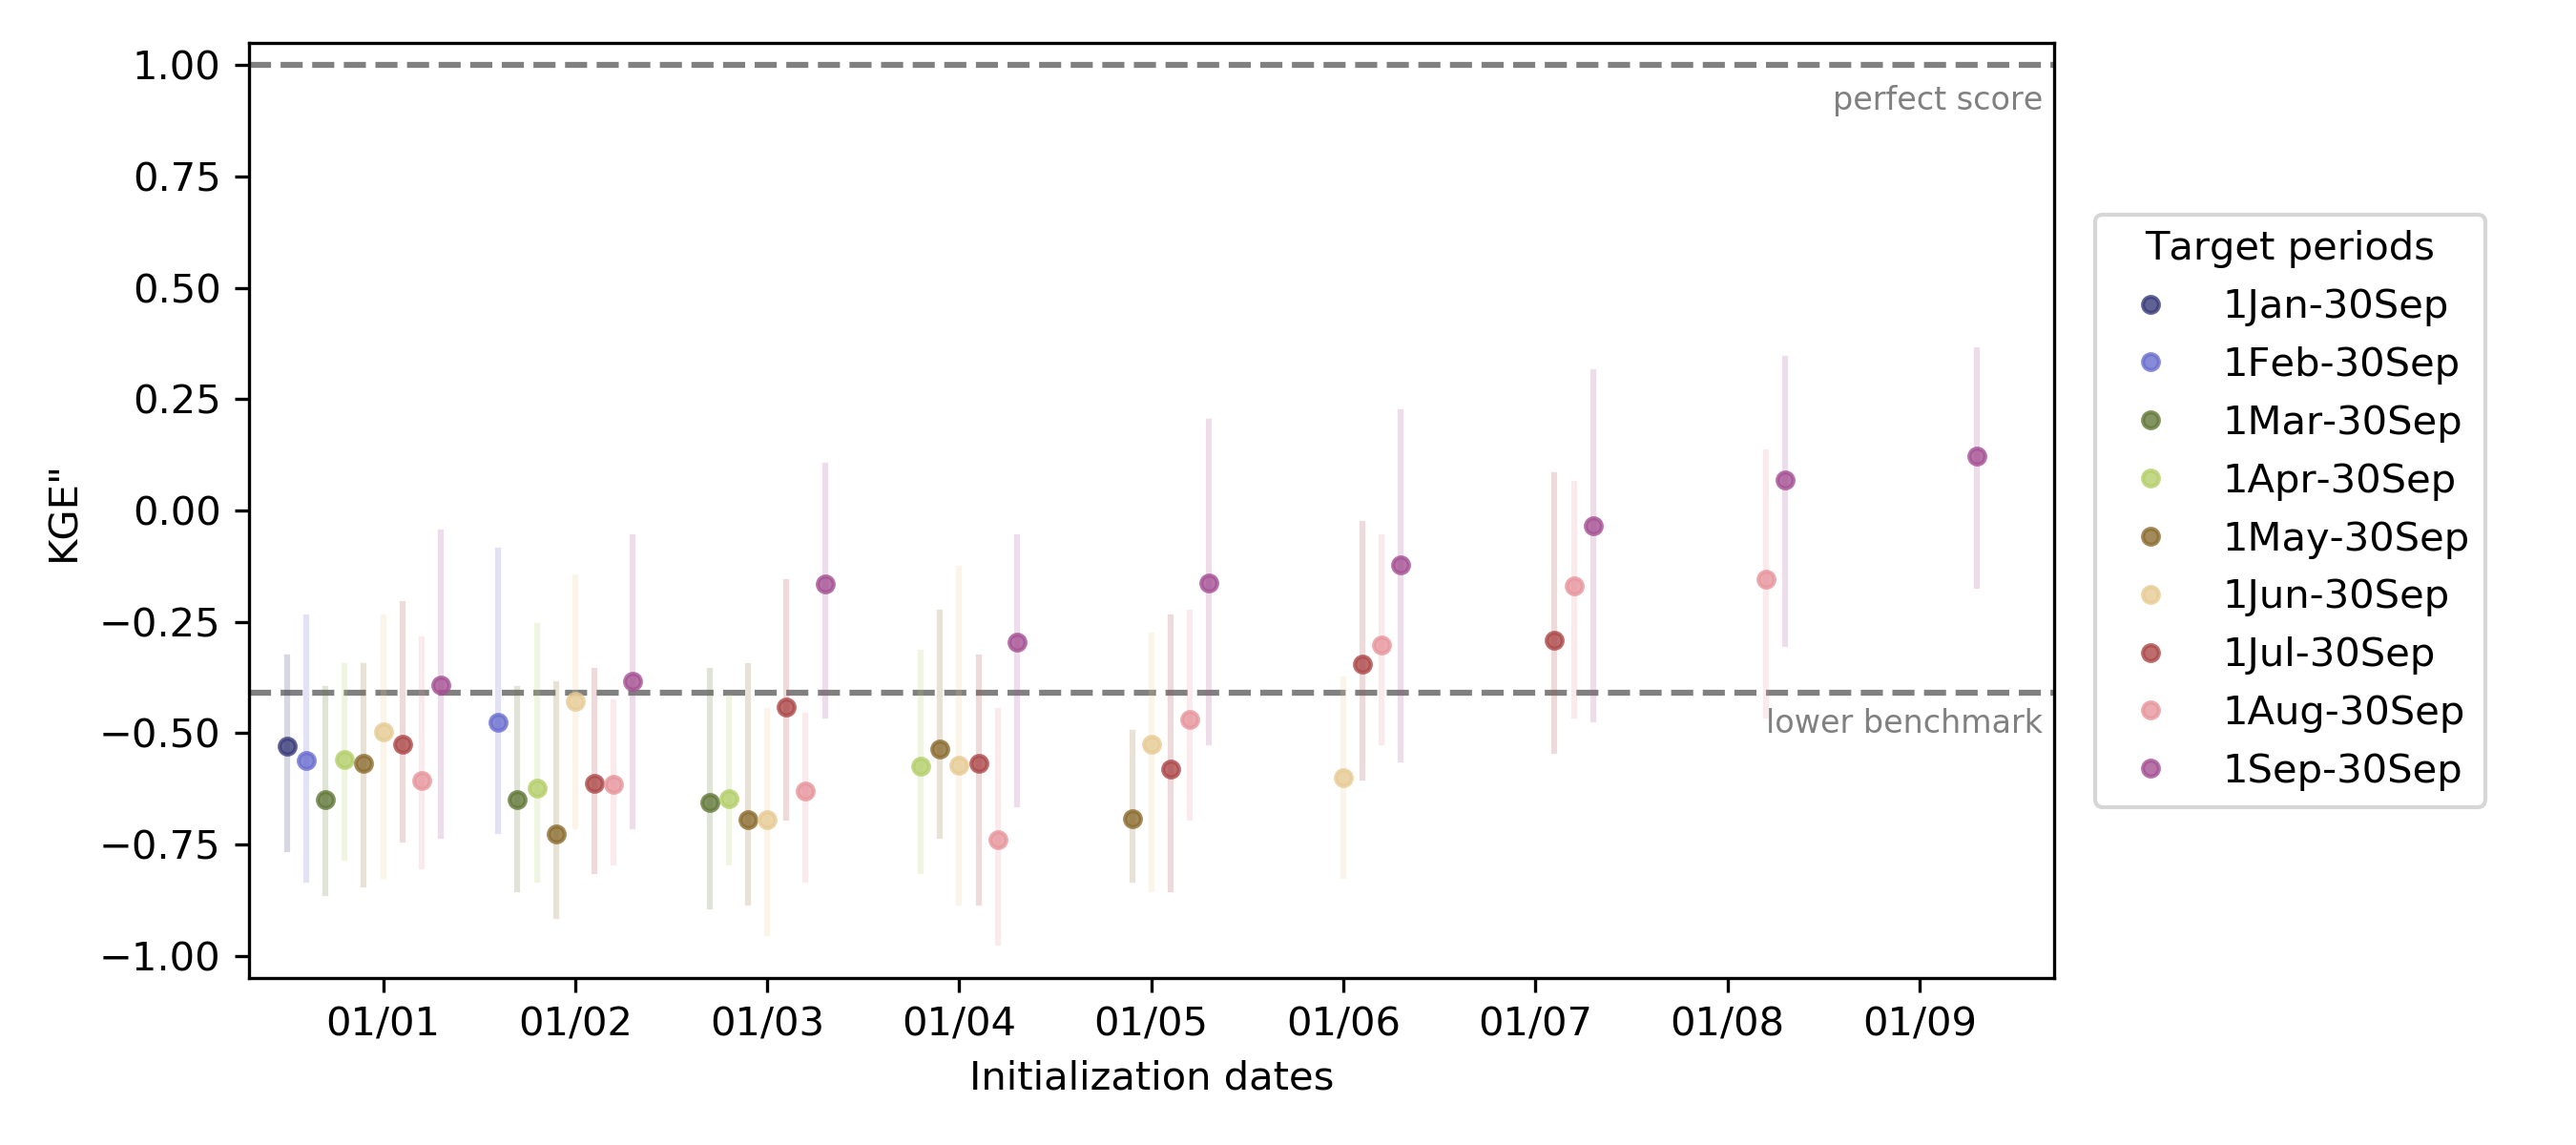 1.00
0.75
0.50
0.25
0.00
−0.25
−0.50
−0.75
−1.00
KGE"
perfect score
lower benchmark
01/01 01/02 01/03 01/04 01/05 01/06 01/07 01/08 01/09
Initialization dates
Target periods
1Jan-30Sep
1Feb-30Sep
1Mar-30Sep
1Apr-30Sep
1May-30Sep
1Jun-30Sep
1Jul-30Sep
1Aug-30Sep
1Sep-30Sep